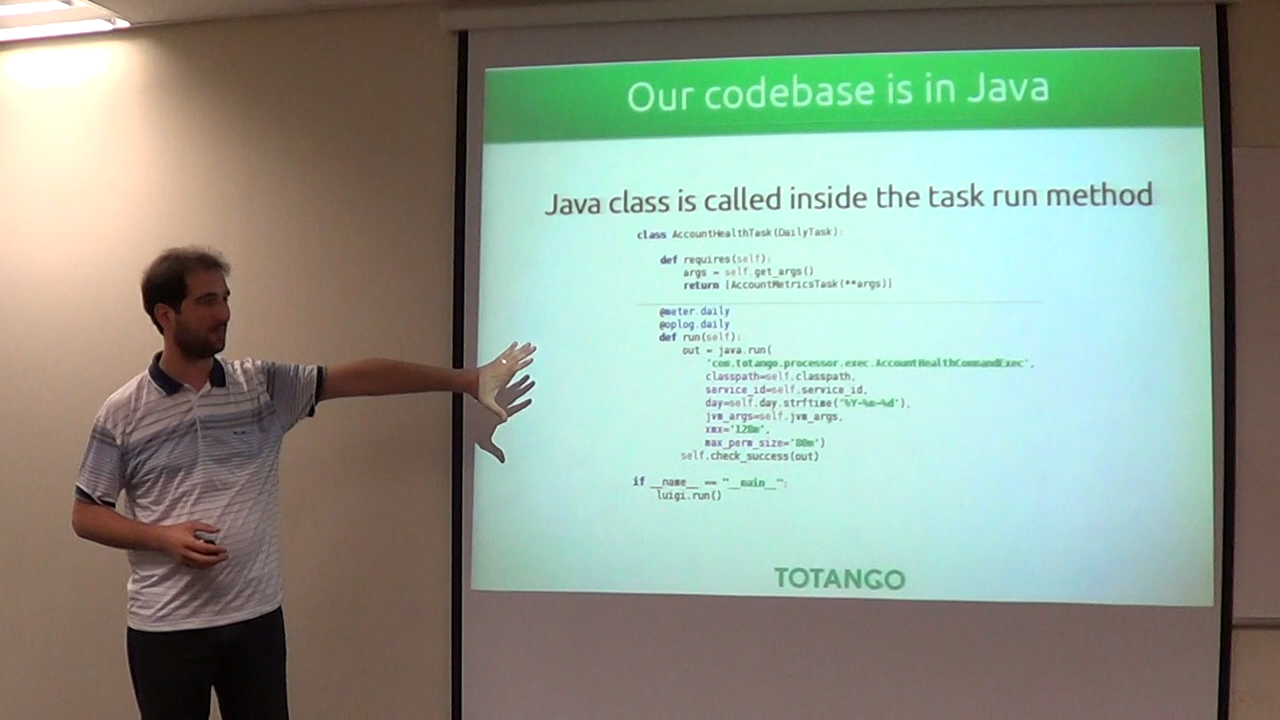 Our codebase is in Java
Java class is called inside the task run method
class AccountHealthTask(DailyTask):
def requires(self):
args = self.get_args()
return [AccountMetricsTask(**args)]
@meter.daily
@oplog.daily
def run(self):
out = java.run(
'com.totango.processor.exec.AccountHealthCommandExec',
classpath=self.classpath,
service_id=self.service_id,
day=self.day.strftime('%Y-%m-%d'),
jvm_args=self.jvm_args,
xmx='128m',
max_perm_size='80m')
self.check_success(out)
if __name__ == "__main__":
luigi.run()
TOTANGO